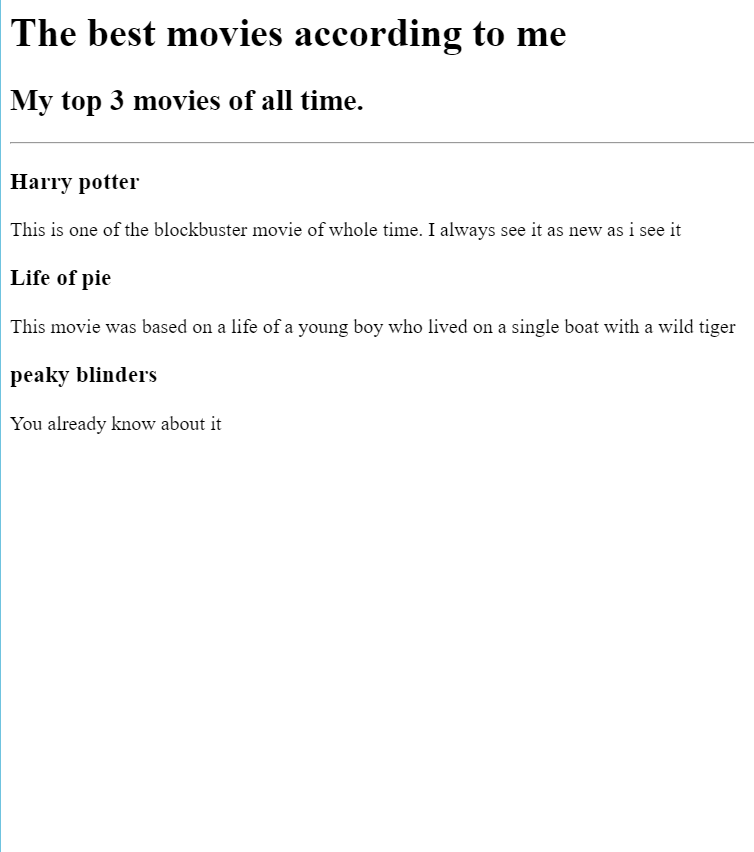 The best movies according to me
My top 3 movies of all time.
Harry potter
This is one of the blockbuster movie of whole time. I always see it as new as i see it
Life of pie
This movie was based on a life of a young boy who lived on a single boat with a wild tiger
peaky blinders
You already know about it